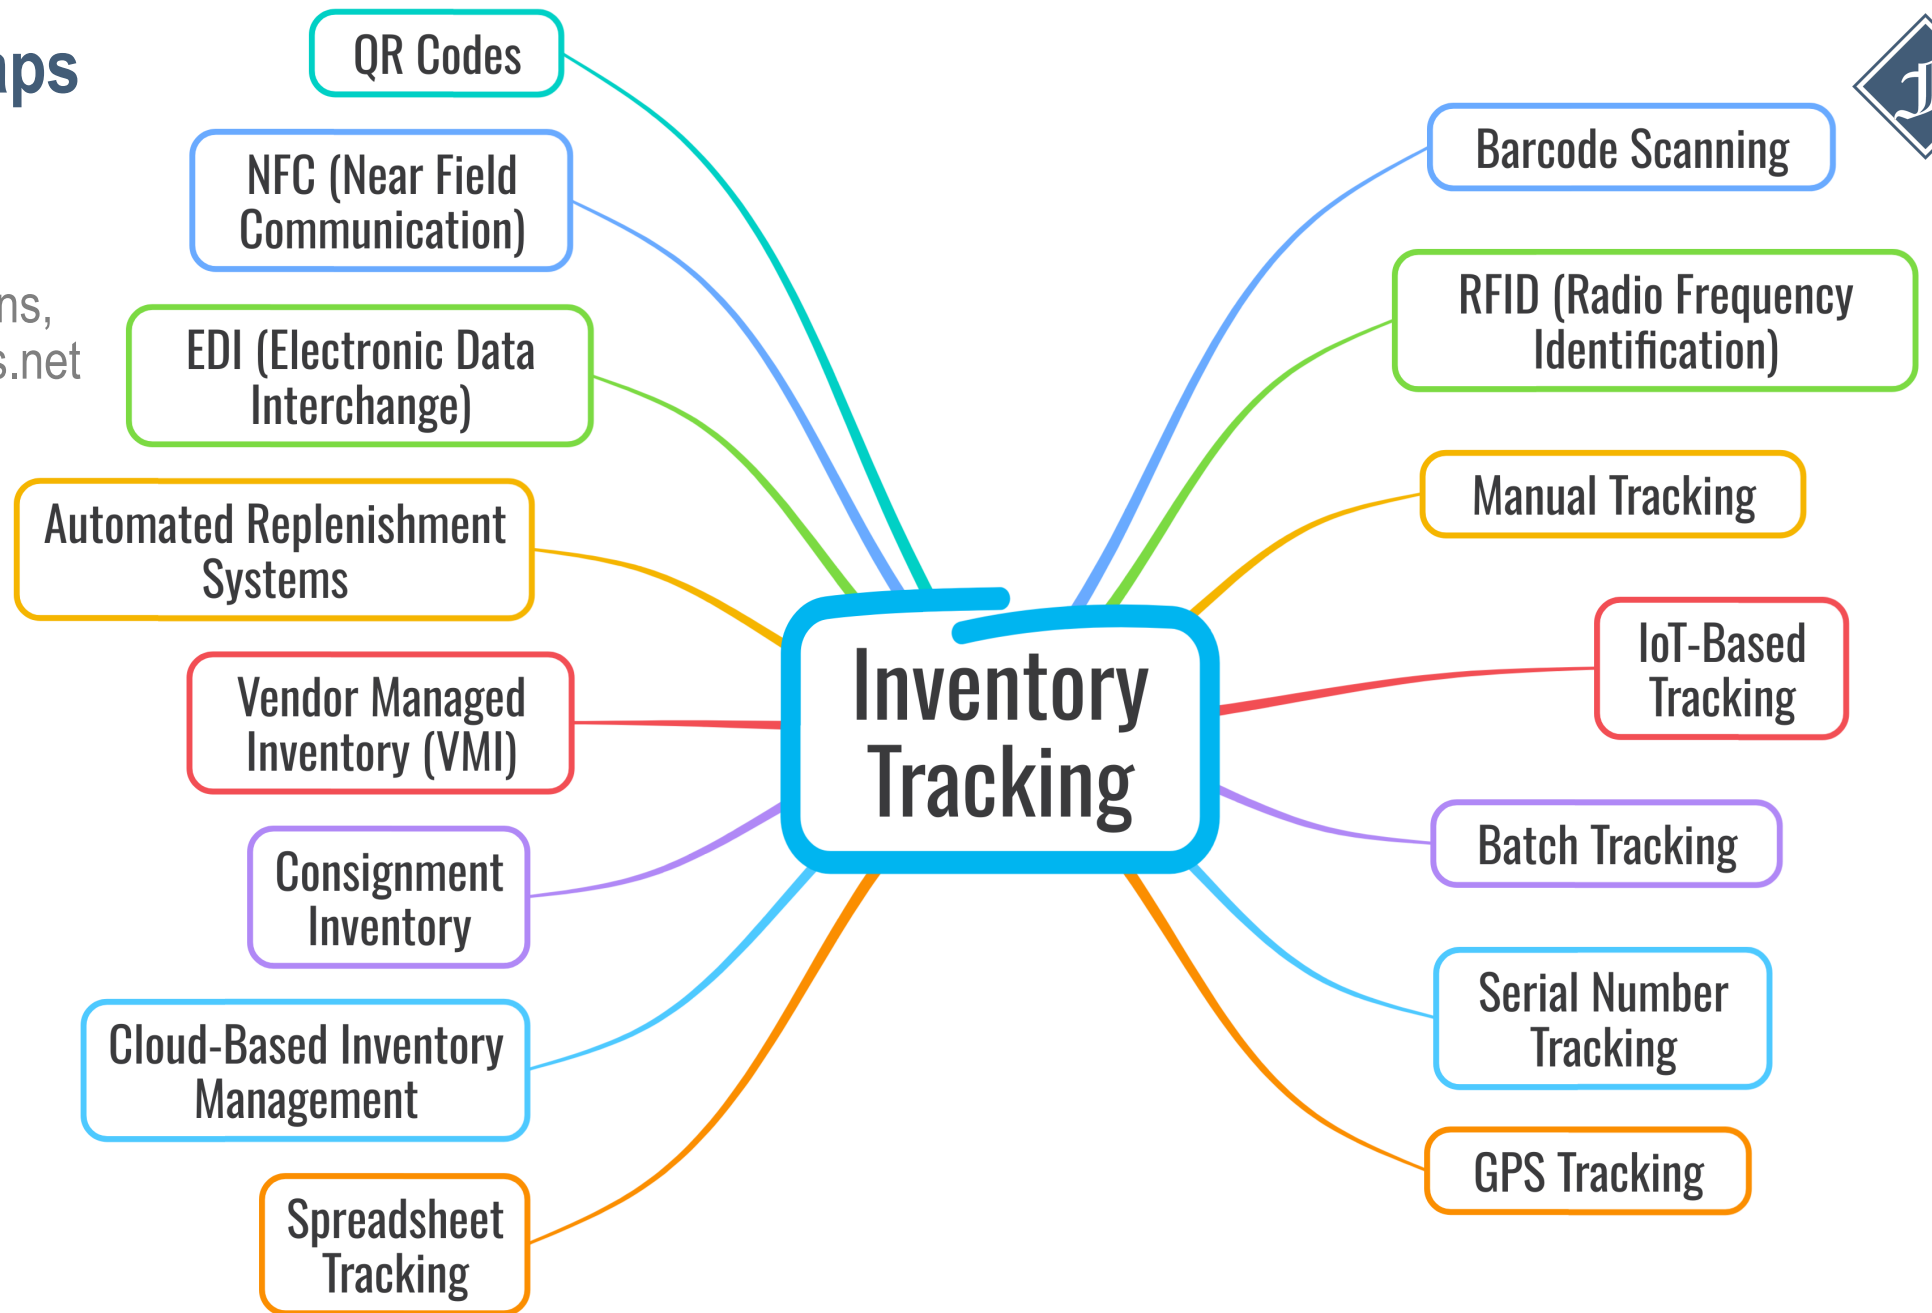 QR Codes
NFC (Near Field
Communication)
EDI (Electronic Data
Interchange)
Automated Replenishment
Systems
Vendor Managed
Inventory (VMI)
Consignment
Inventory
Cloud-Based Inventory
Management
Spreadsheet
Tracking
Inventory
Tracking
Barcode Scanning
RFID (Radio Frequency
Identification)
Manual Tracking
IoT-Based
Tracking
Batch Tracking
Serial Number
Tracking
GPS Tracking